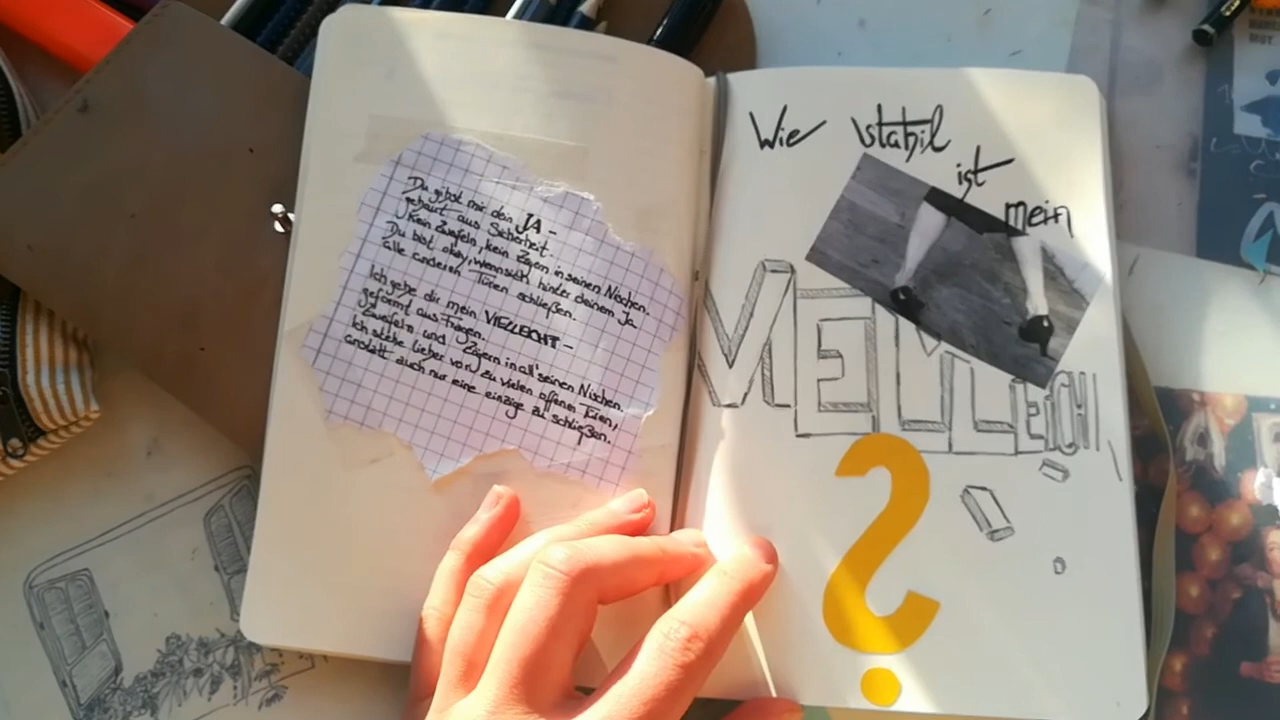 Du gibst mir dein JA -
gebaut aus Sicherheit.
Kein Zweifeln, kein Zögern in seinen Nischen.
Du bist okay, wenn sich hinter deinem Ja
alle anderen Türen schließen.
Ich gebe dir mein VIELLEICHT -
geformt aus Fragen.
Zweifeln und Zögern in all' seinen Nischen.
Ich stehe lieber vor zu vielen offenen Türen,
anstatt auch nur eine einzige zu schließen.
Wie stabil
ist
mein
VIELLEICHT
?